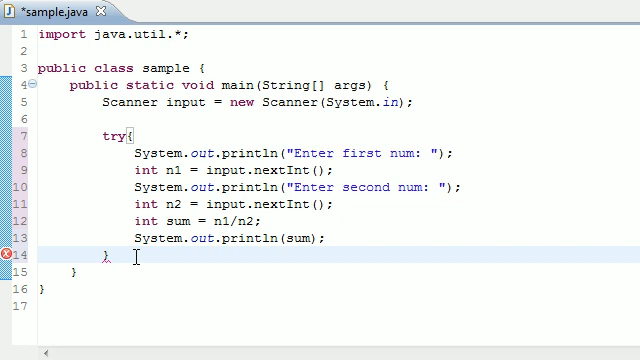 *sample.java
1 import java.util.*;
2
3 public class sample {
4 public static void main(String[] args) {
5 Scanner input = new Scanner(System.in);
6
7 try{
8 System.out.println("Enter first num: ");
9 int n1 = input.nextInt();
10 System.out.println("Enter second num: ");
11 int n2 = input.nextInt();
12 int sum = n1/n2;
13 System.out.println(sum);
14 }
15 }
16 }
17